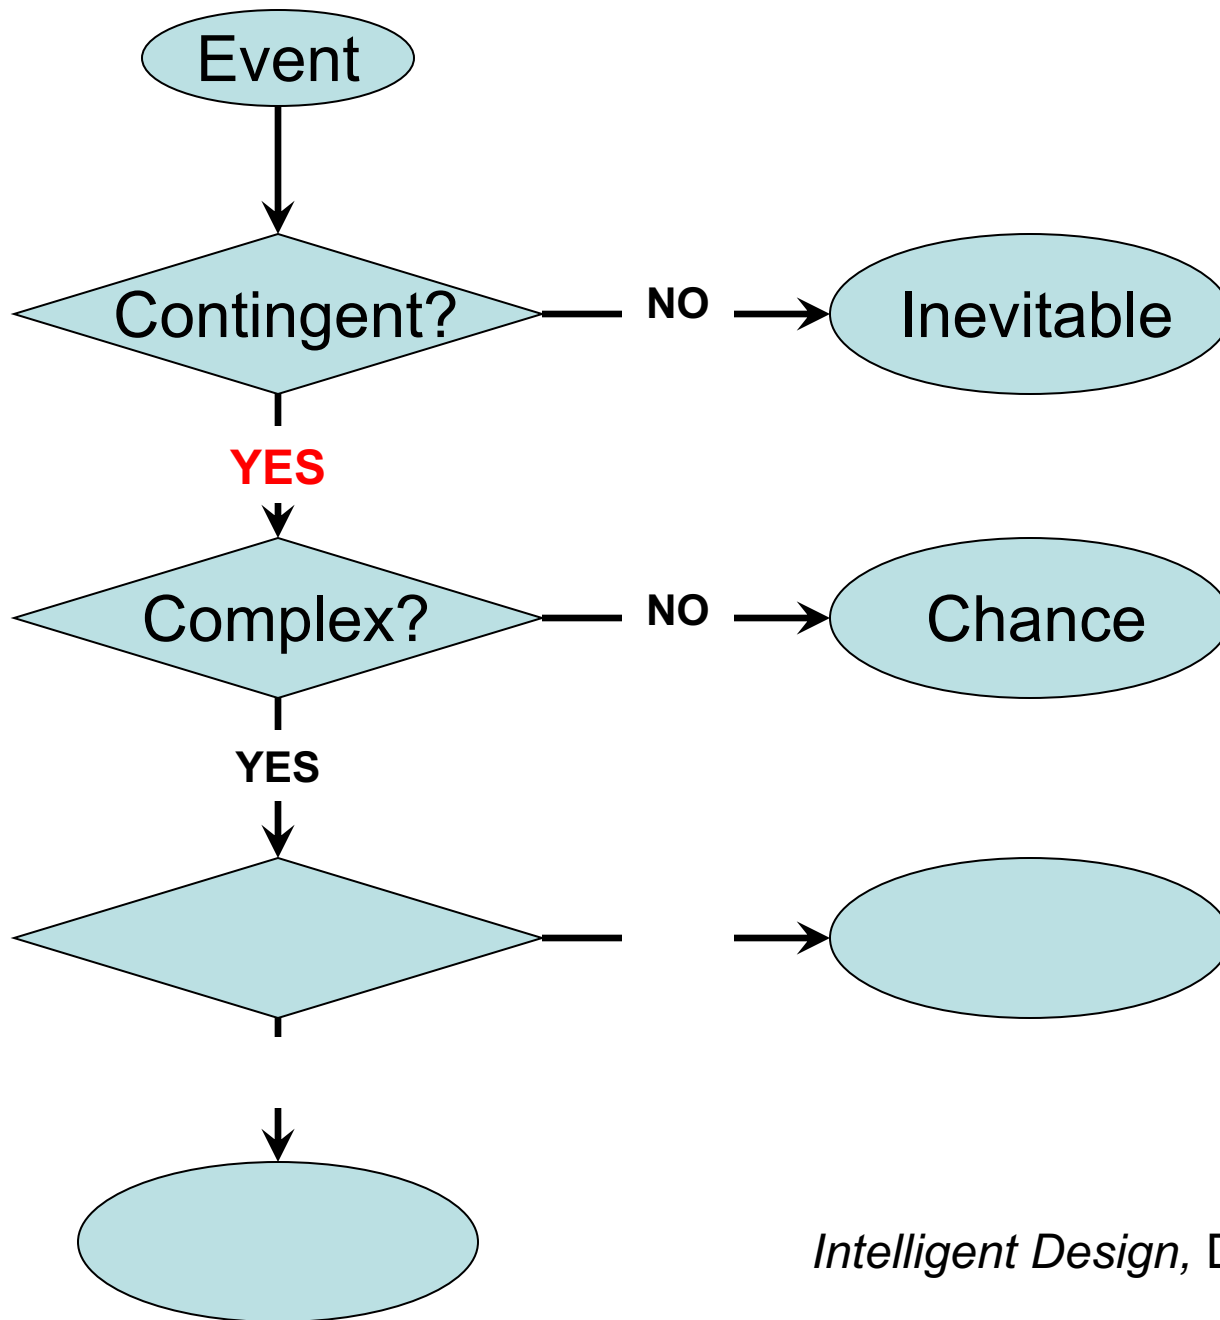 Event
Contingent?
NO
Inevitable
YES
Complex?
NO
Chance
YES
Intelligent Design,